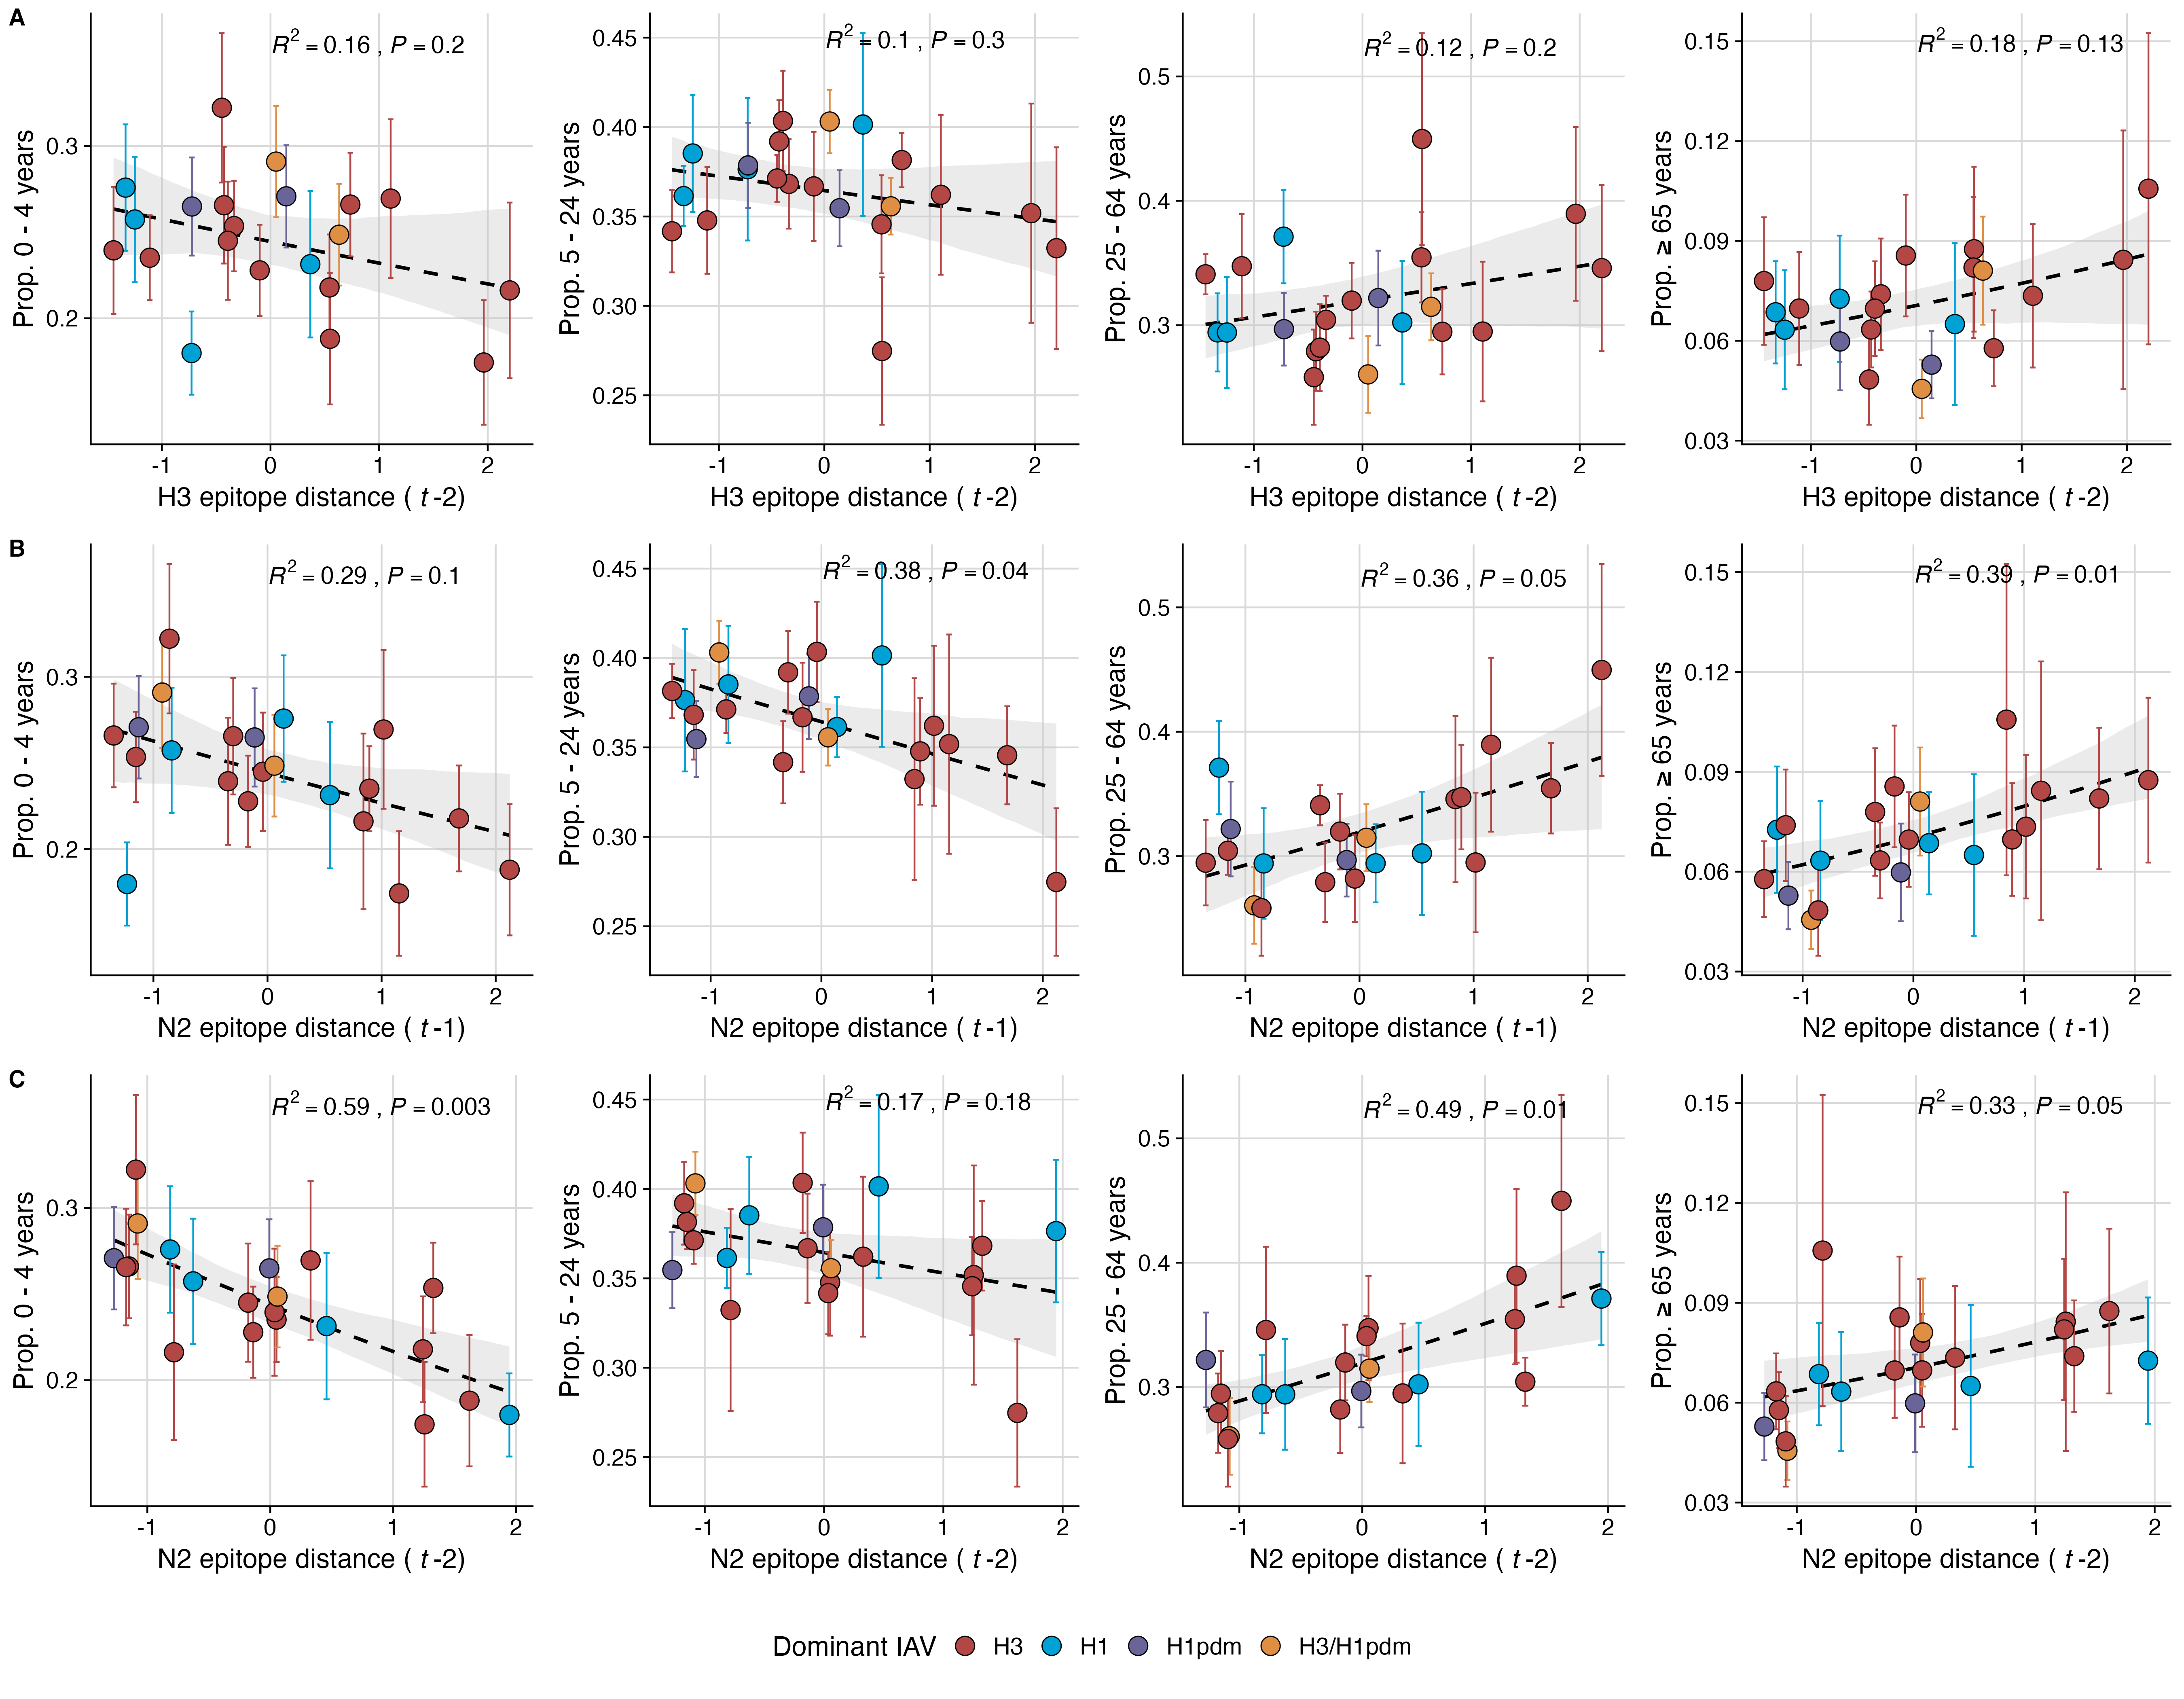 A
R2 = 0.16 , P = 0.2
Prop. 0 - 4 years
0.3
0.2
-1 0 1 2
H3 epitope distance ( t -2)
R2 = 0.1 , P = 0.3
Prop. 5 - 24 years
0.45
0.40
0.35
0.30
0.25
-1 0 1 2
H3 epitope distance ( t -2)
R2 = 0.12 , P = 0.2
Prop. 25 - 64 years
0.5
0.4
0.3
-1 0 1 2
H3 epitope distance ( t -2)
R2 = 0.18 , P = 0.13
Prop. ≥ 65 years
0.15
0.12
0.09
0.06
0.03
-1 0 1 2
H3 epitope distance ( t -2)
B
R2 = 0.29 , P = 0.1
Prop. 0 - 4 years
0.3
0.2
-1 0 1 2
N2 epitope distance ( t -1)
R2 = 0.38 , P = 0.04
Prop. 5 - 24 years
0.45
0.40
0.35
0.30
0.25
-1 0 1 2
N2 epitope distance ( t -1)
R2 = 0.36 , P = 0.05
Prop. 25 - 64 years
0.5
0.4
0.3
-1 0 1 2
N2 epitope distance ( t -1)
R2 = 0.39 , P = 0.01
Prop. ≥ 65 years
0.15
0.12
0.09
0.06
0.03
-1 0 1 2
N2 epitope distance ( t -1)
C
R2 = 0.59 , P = 0.003
Prop. 0 - 4 years
0.3
0.2
-1 0 1 2
N2 epitope distance ( t -2)
R2 = 0.17 , P = 0.18
Prop. 5 - 24 years
0.45
0.40
0.35
0.30
0.25
-1 0 1 2
N2 epitope distance ( t -2)
R2 = 0.49 , P = 0.01
Prop. 25 - 64 years
0.5
0.4
0.3
-1 0 1 2
N2 epitope distance ( t -2)
R2 = 0.33 , P = 0.05
Prop. ≥ 65 years
0.15
0.12
0.09
0.06
0.03
-1 0 1 2
N2 epitope distance ( t -2)
Dominant IAV H3 H1 H1pdm H3/H1pdm